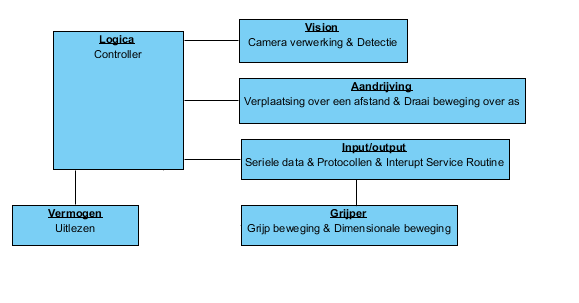 Logica
Controller
Vision
Camera verwerking & Detectie
Aandrijving
Verplaatsing over een afstand & Draai beweging over as
Input/output
Seriele data & Protocollen & Interupt Service Routine
Vermogen
Uitlezen
Grijper
Grijp beweging & Dimensionale beweging